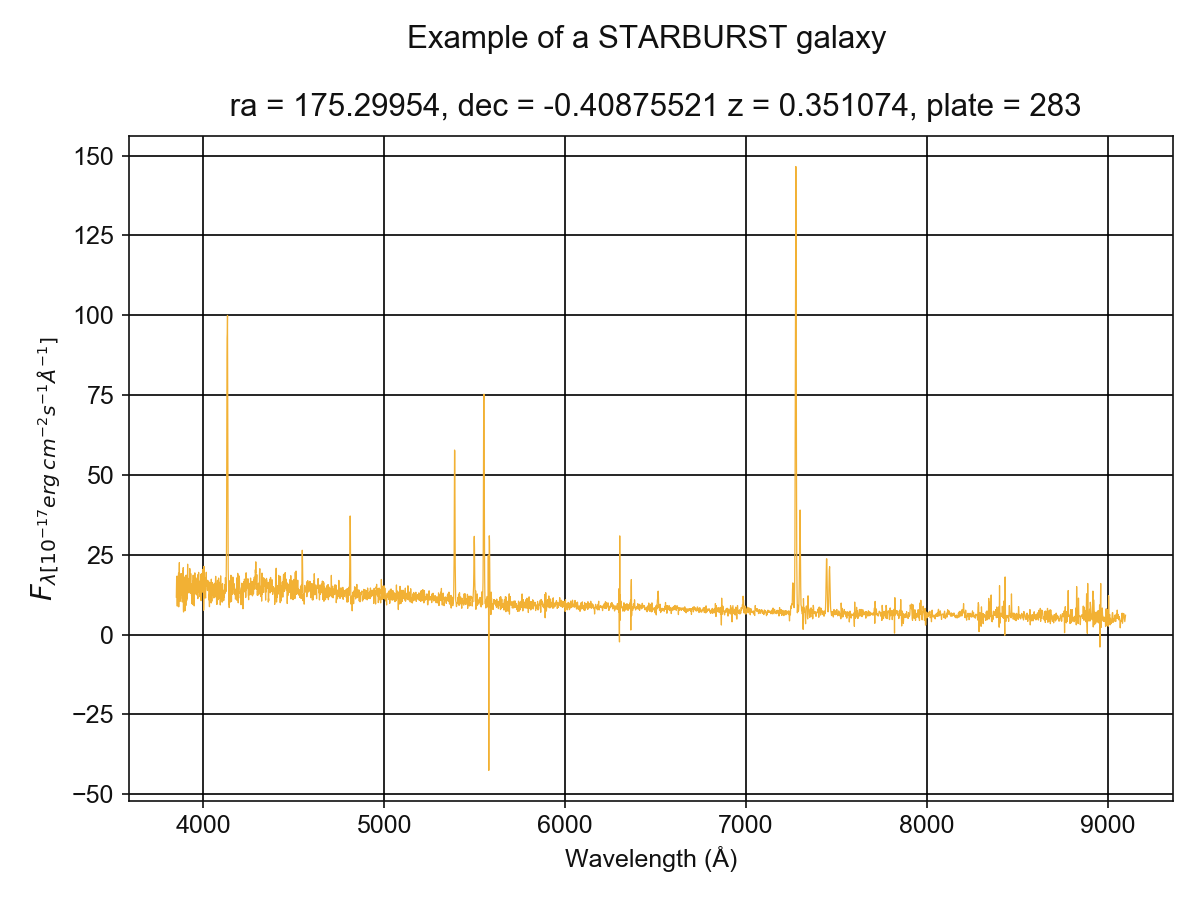 Example of a STARBURST galaxy
ra = 175.29954, dec = -0.40875521 z = 0.351074, plate = 283
150
125
100
75
50
25
0
−25
−50
F_λ[10⁻¹⁷erg cm⁻²s⁻¹Å⁻¹]
4000 5000 6000 7000 8000 9000
Wavelength (Å)